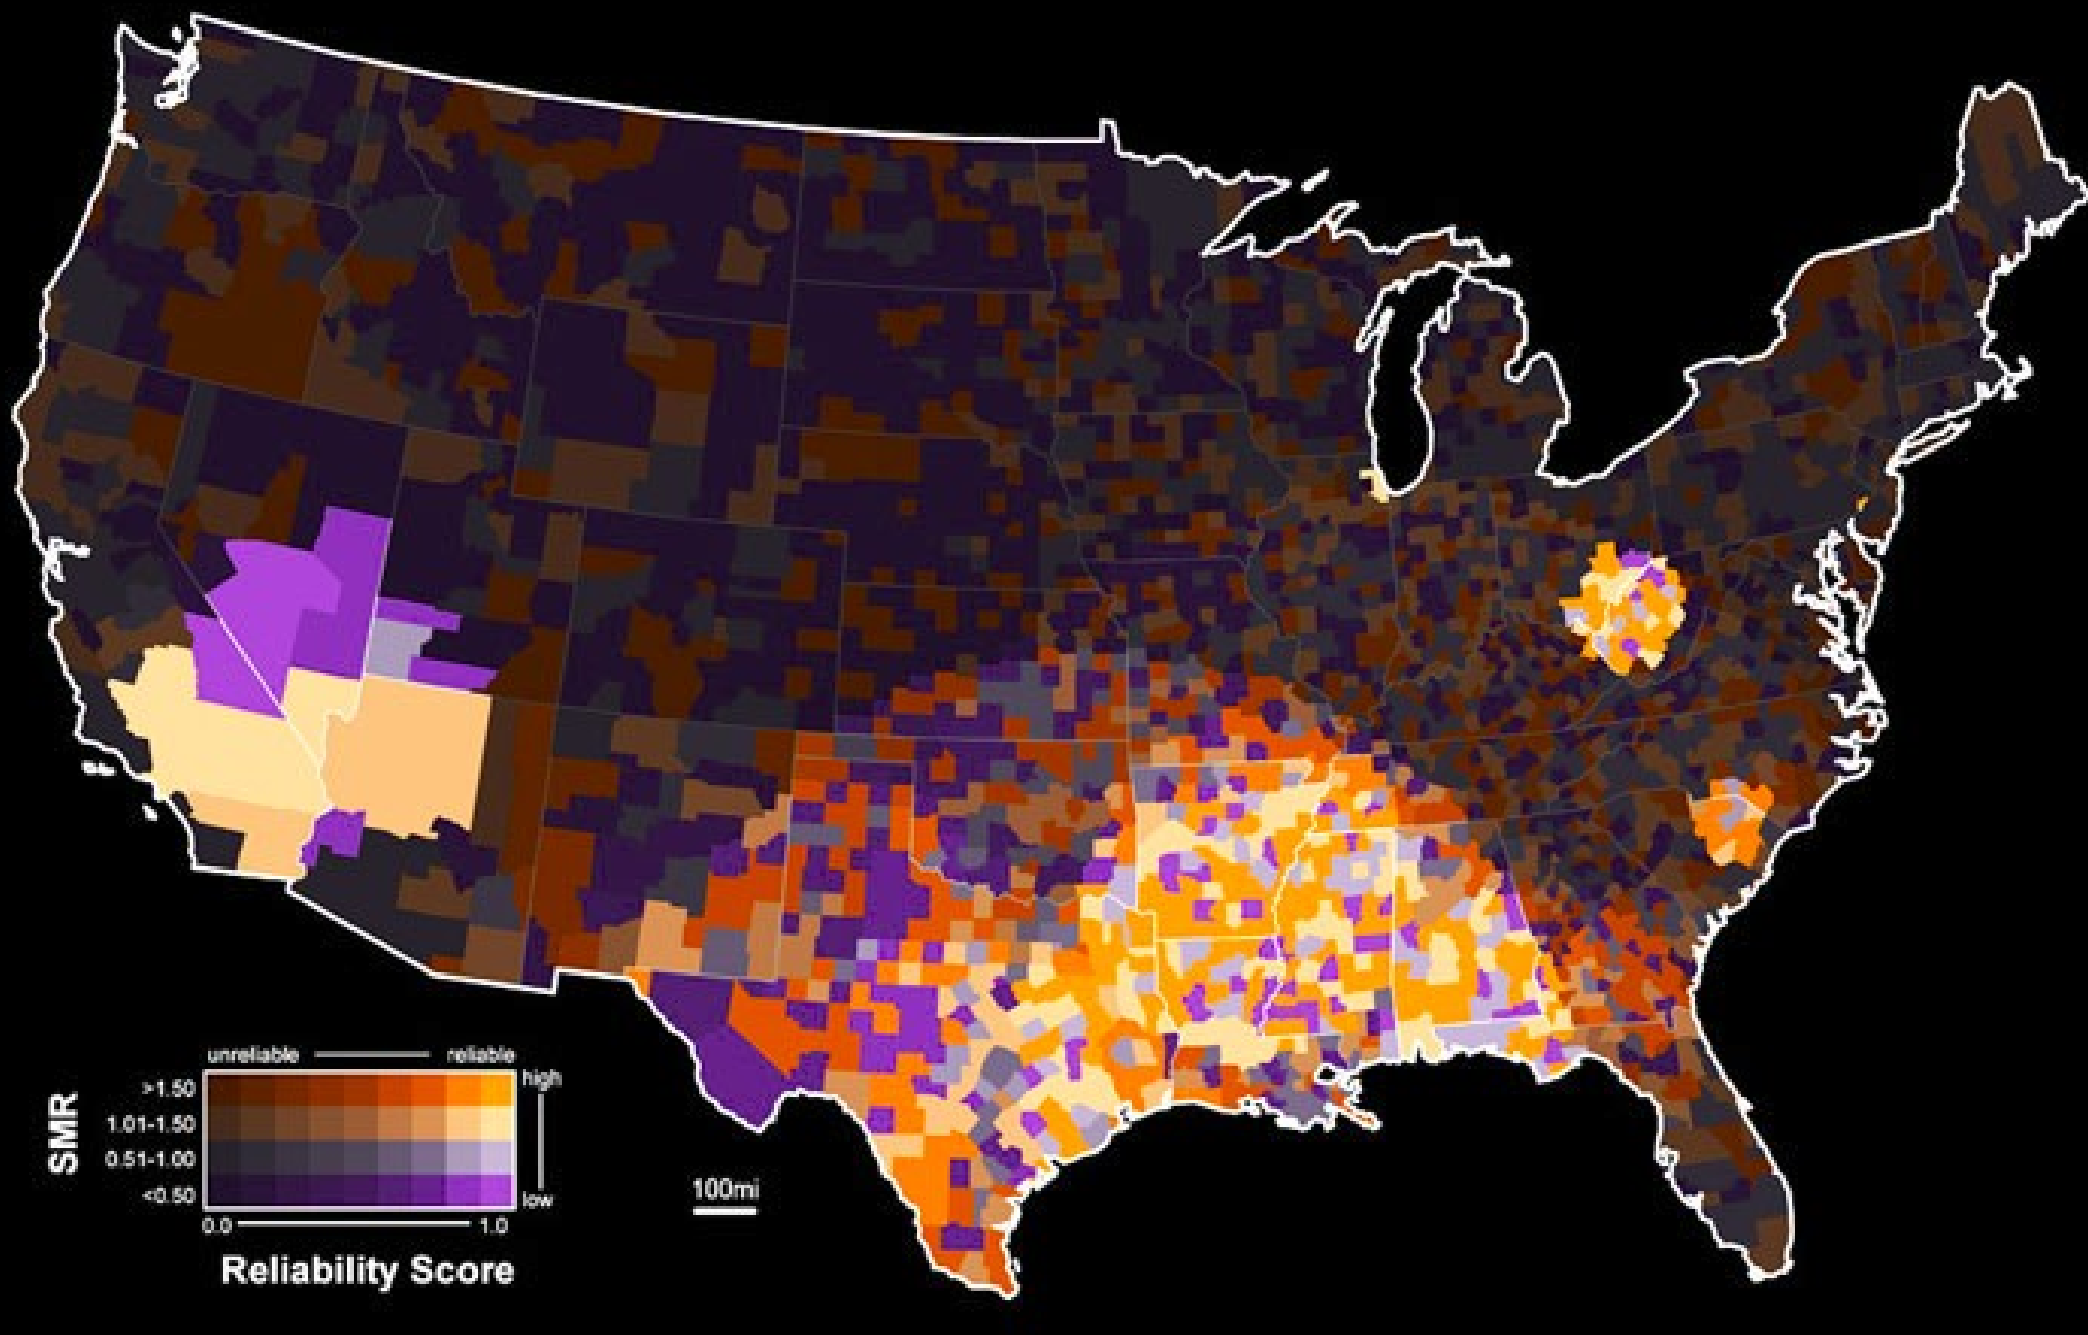 unreliable reliable
SMR
>1.50
1.01-1.50
0.51-1.00
<0.50
high
low
0.0 1.0
Reliability Score
100mi